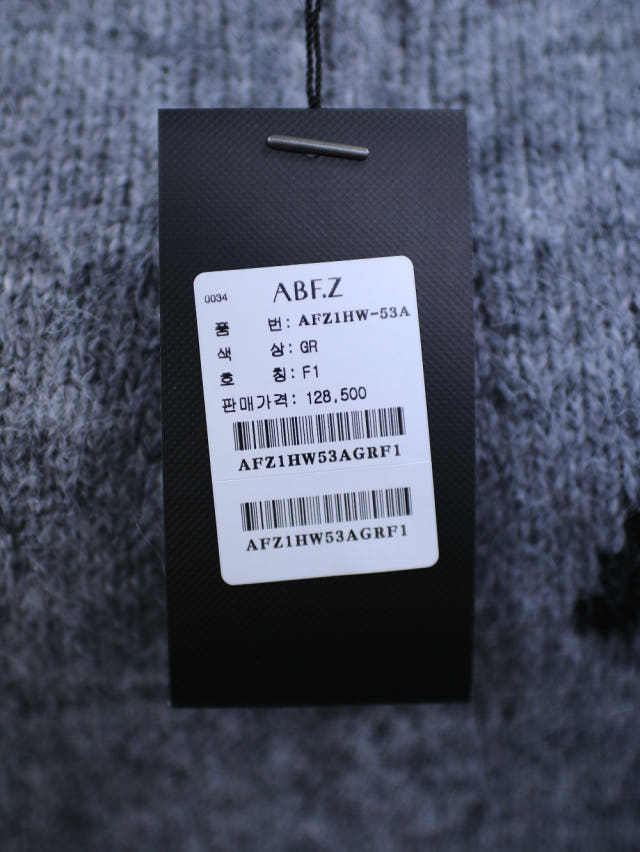 0034 ABF.Z
품 번: AFZ1HW-53A
색 상: GR
호 칭: F1
판매가격: 128,500
AFZ1HW53AGRF1
AFZ1HW53AGRF1